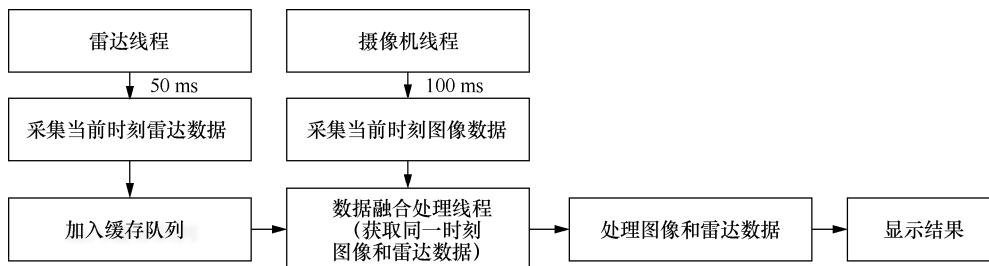 雷达线程
摄像机线程
50 ms
100 ms
采集当前时刻雷达数据
采集当前时刻图像数据
加入缓存队列
数据融合处理线程
(获取同一时刻
图像和雷达数据)
处理图像和雷达数据
显示结果